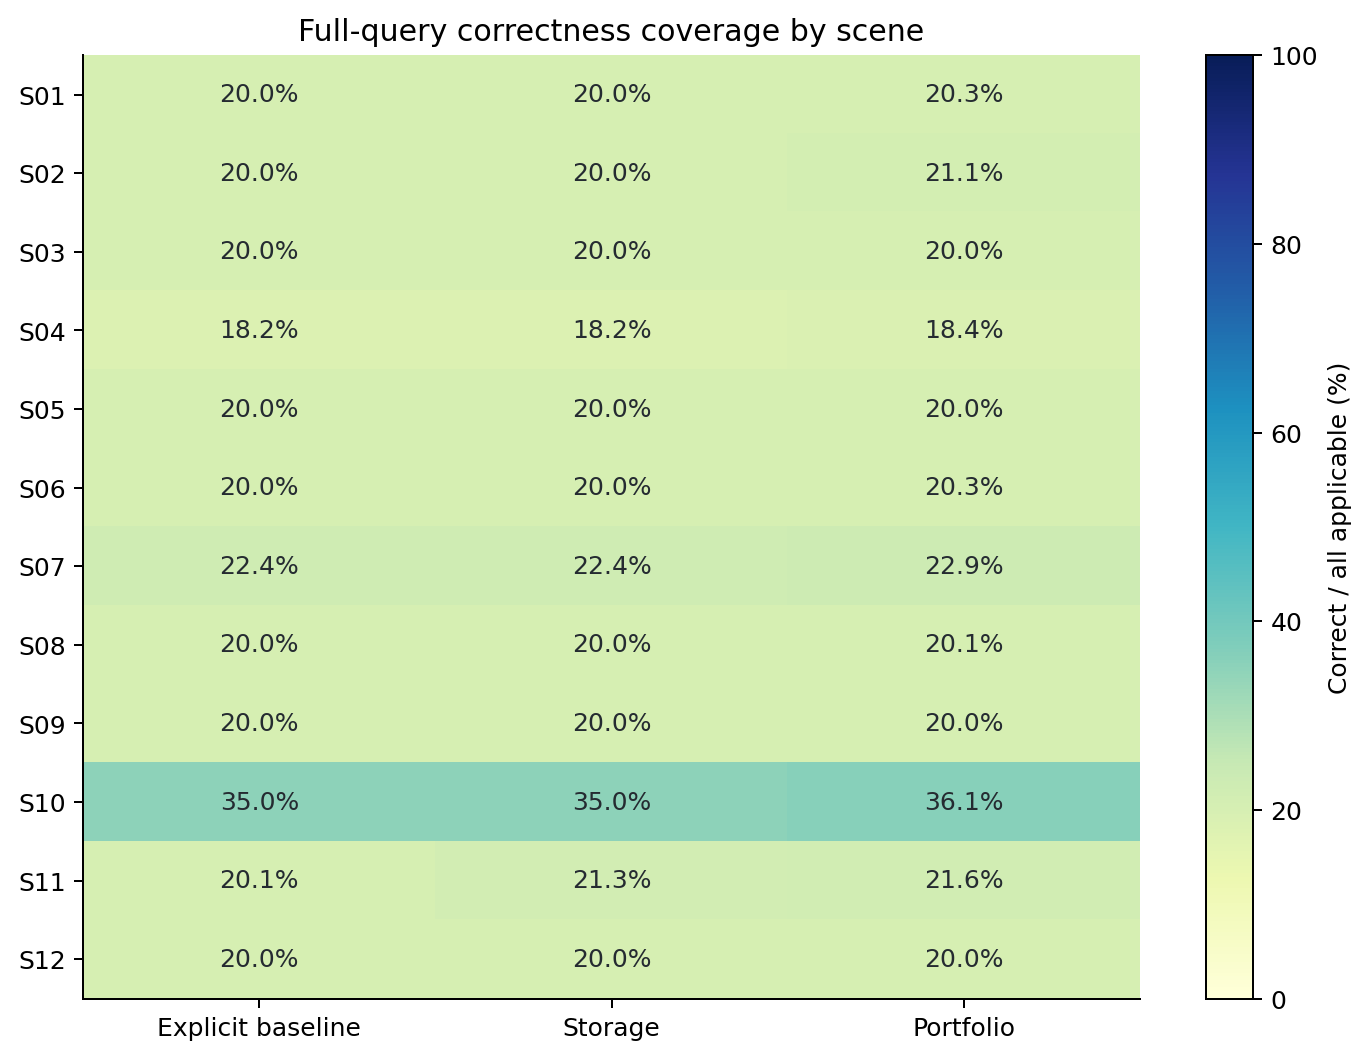 Full-query correctness coverage by scene
S01 20.0% 20.0% 20.3%
S02 20.0% 20.0% 21.1%
S03 20.0% 20.0% 20.0%
S04 18.2% 18.2% 18.4%
S05 20.0% 20.0% 20.0%
S06 20.0% 20.0% 20.3%
S07 22.4% 22.4% 22.9%
S08 20.0% 20.0% 20.1%
S09 20.0% 20.0% 20.0%
S10 35.0% 35.0% 36.1%
S11 20.1% 21.3% 21.6%
S12 20.0% 20.0% 20.0%
Explicit baseline Storage Portfolio
100
80
60
40
20
0
Correct / all applicable (%)